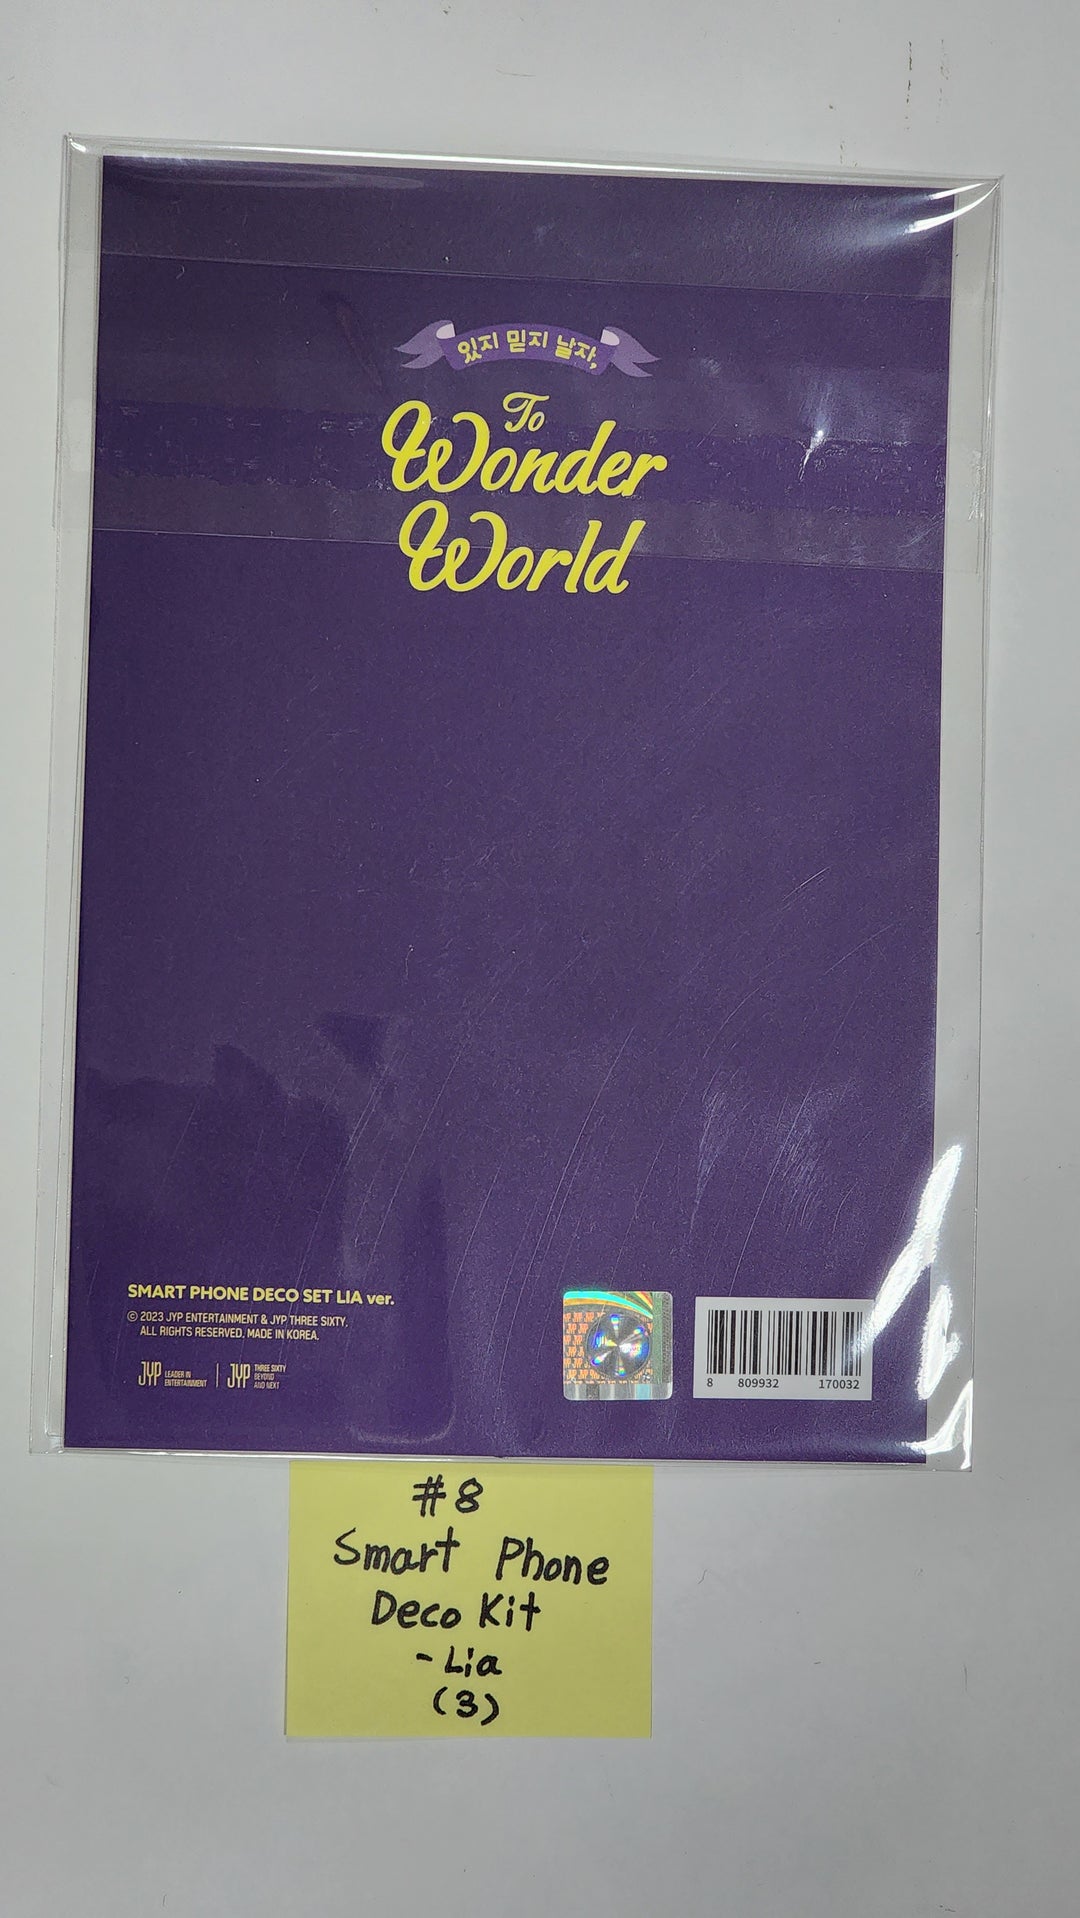 있지 믿지 날자,
To
Wonder
World
SMART PHONE DECO SET LIA ver.
© 2023 JYP ENTERTAINMENT & JYP THREE SIXTY.
ALL RIGHTS RESERVED. MADE IN KOREA.
JYP LEADER IN ENTERTAINMENT | JYP THREE SIXTY BEYOND AND NEXT
8 809932 170032
#8
Smart Phone
Deco Kit
- Lia
(3)